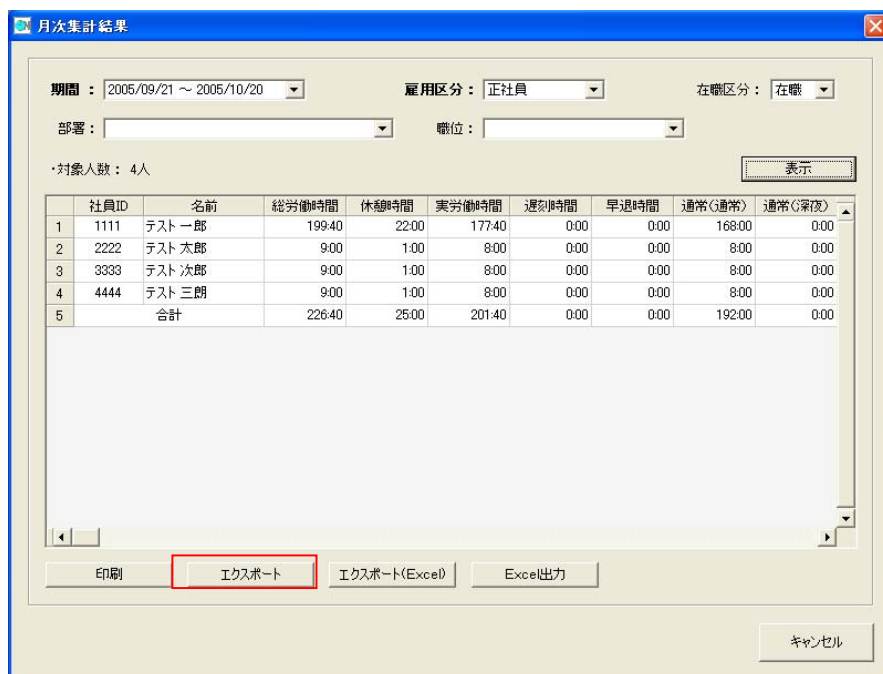 月次集計結果
期間： 2005/09/21 ～ 2005/10/20 雇用区分： 正社員 在職区分： 在職
部署： 職位：
・対象人数： 4人 表示
社員ID 名前 総労働時間 休憩時間 実労働時間 遅刻時間 早退時間 通常(通常) 通常(深夜)
1 1111 テスト 一郎 199:40 22:00 177:40 0:00 0:00 168:00 0:00
2 2222 テスト 太郎 9:00 1:00 8:00 0:00 0:00 8:00 0:00
3 3333 テスト 次郎 9:00 1:00 8:00 0:00 0:00 8:00 0:00
4 4444 テスト 三朗 9:00 1:00 8:00 0:00 0:00 8:00 0:00
5 合計 226:40 25:00 201:40 0:00 0:00 192:00 0:00
印刷 エクスポート エクスポート(Excel) Excel出力
キャンセル